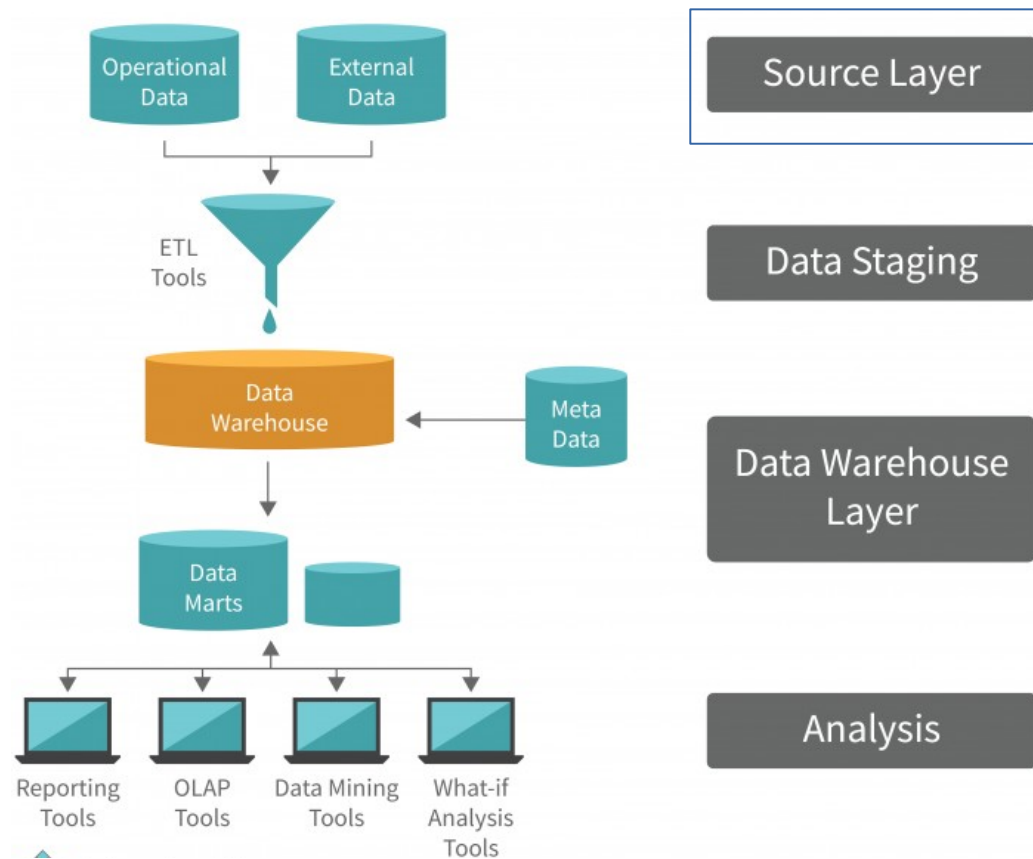 Operational
Data
External
Data
Source Layer
ETL
Tools
Data Staging
Data
Warehouse
Meta
Data
Data Warehouse
Layer
Data
Marts
Analysis
Reporting
Tools
OLAP
Tools
Data Mining
Tools
What-if
Analysis
Tools